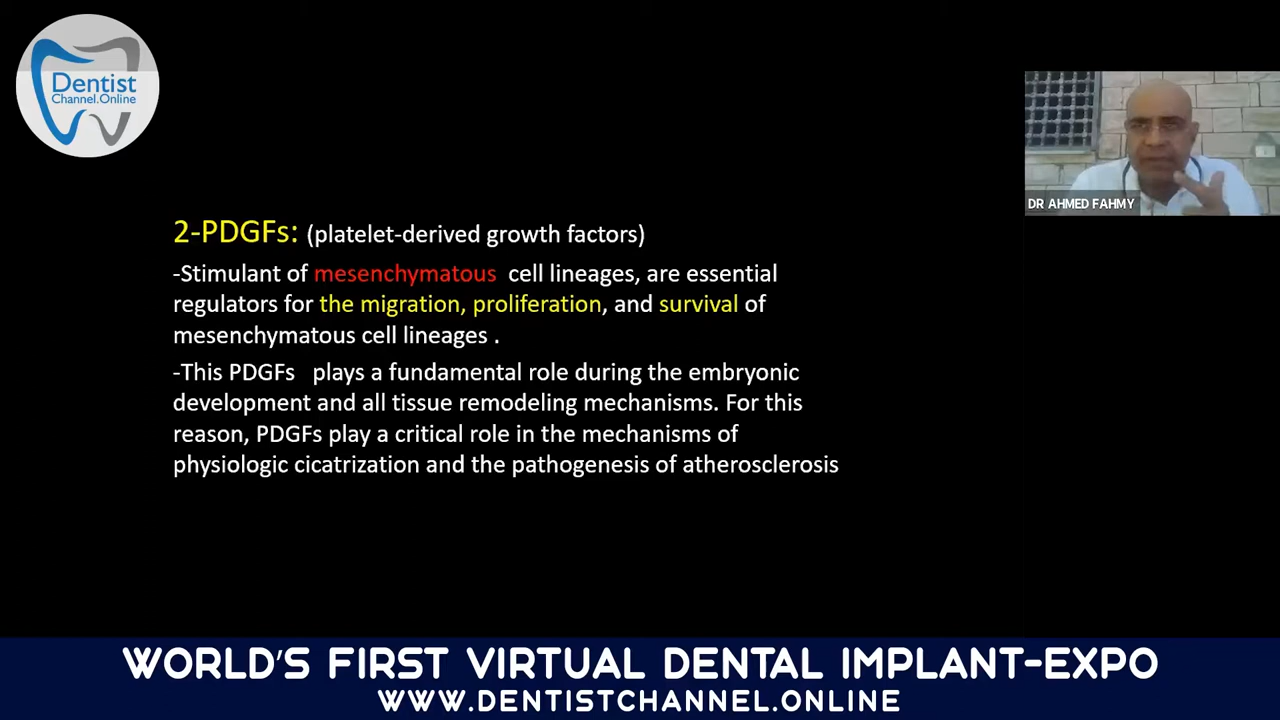 Dentist
Channel.Online
DR AHMED FAHMY
2-PDGFs: (platelet-derived growth factors)
-Stimulant of mesenchymatous cell lineages, are essential
regulators for the migration, proliferation, and survival of
mesenchymatous cell lineages .
-This PDGFs plays a fundamental role during the embryonic
development and all tissue remodeling mechanisms. For this
reason, PDGFs play a critical role in the mechanisms of
physiologic cicatrization and the pathogenesis of atherosclerosis
WORLD'S FIRST VIRTUAL DENTAL IMPLANT-EXPO
WWW.DENTISTCHANNEL.ONLINE